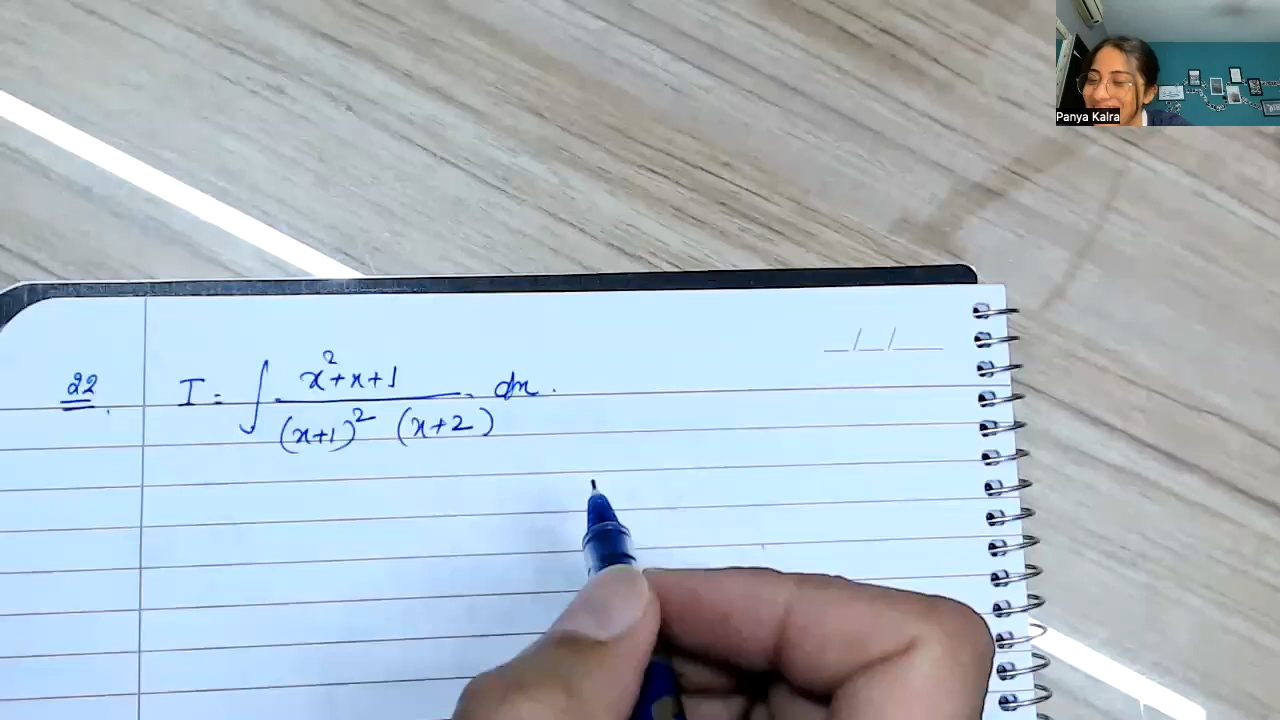 Panya Kalra
_/_/_
22. I = ∫ x²+x+1 / (x+1)² (x+2) . dx.